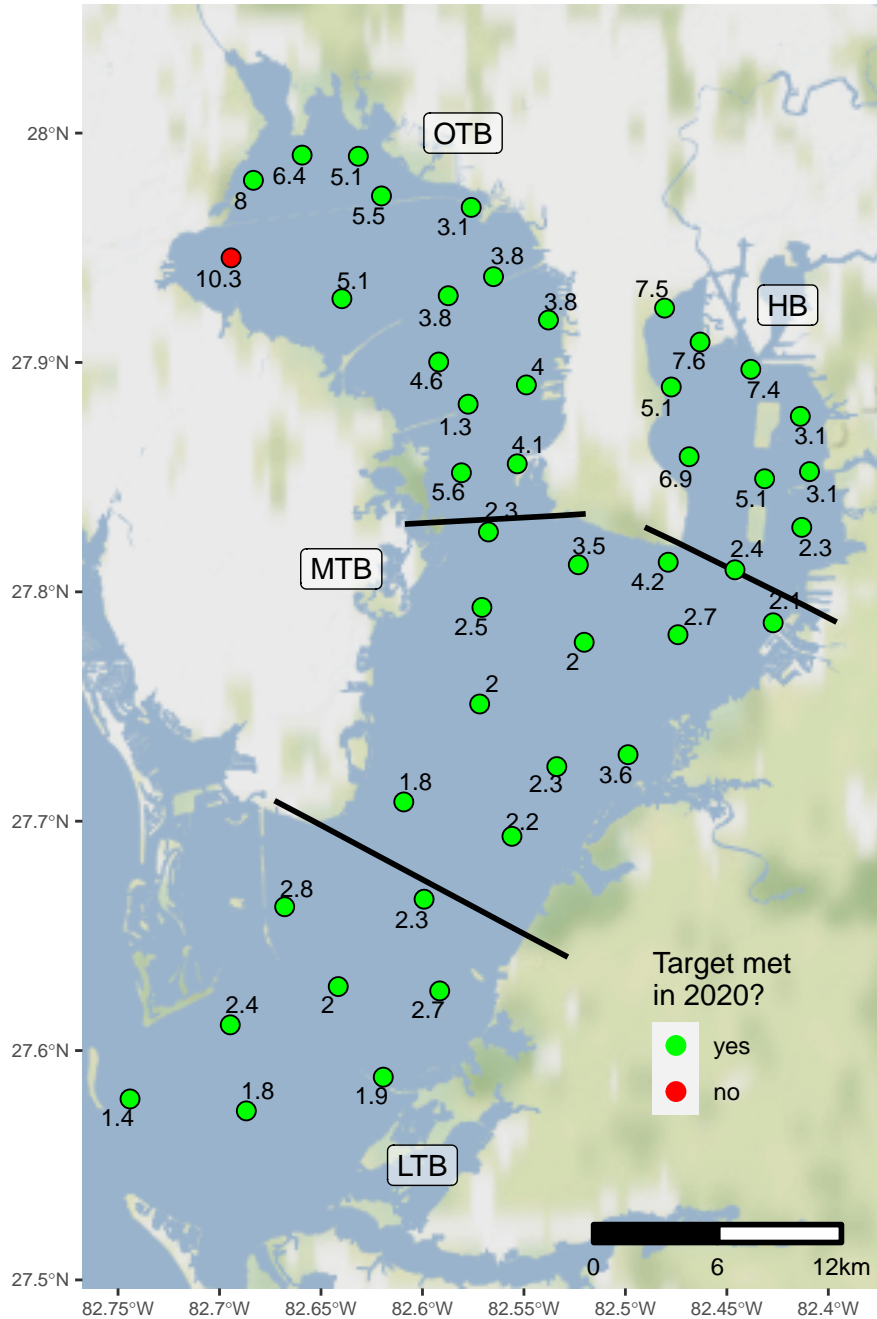 28°N
27.9°N
27.8°N
27.7°N
27.6°N
27.5°N
OTB
6.4
5.1
8
5.5
3.1
10.3
3.8
5.1
3.8
3.8
7.5
HB
7.6
4.6
4
7.4
1.3
5.1
3.1
4.1
5.6
6.9
5.1
3.1
2.3
2.3
MTB
3.5
4.2
2.4
2.5
2
2.7
2.1
2
1.8
2.3
3.6
2.2
2.8
2.3
2.4
2
2.7
1.4
1.8
1.9
LTB
Target met
in 2020?
yes
no
0 6 12km
82.75°W 82.7°W 82.65°W 82.6°W 82.55°W 82.5°W 82.45°W 82.4°W